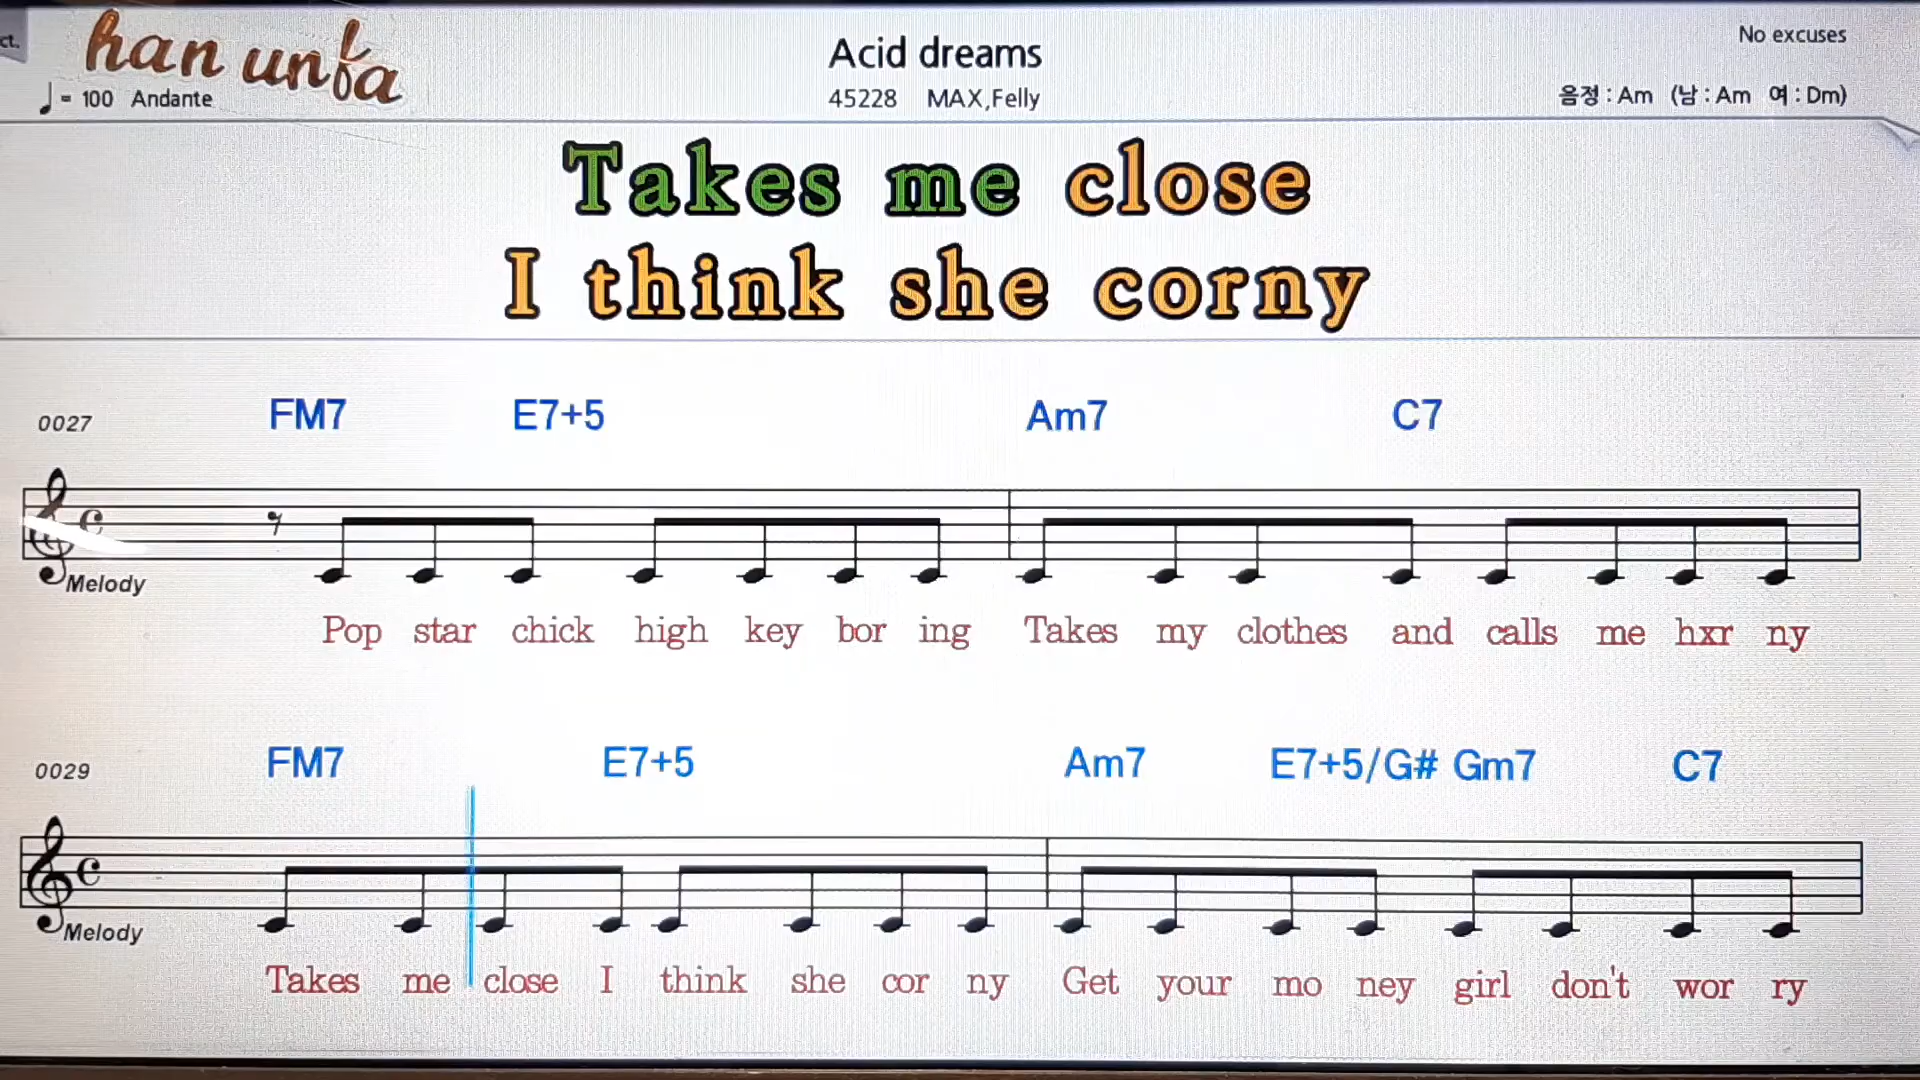 ct.
han unfa
No excuses
Acid dreams
♩ = 100 Andante
45228 MAX,Felly
음정 : Am (남 : Am 여 : Dm)
Takes me close
I think she corny
0027 FM7 E7+5 Am7 C7
Melody
Pop star chick high key bor ing Takes my clothes and calls me hxr ny
0029 FM7 E7+5 Am7 E7+5/G# Gm7 C7
Melody
Takes me close I think she cor ny Get your mo ney girl don't wor ry